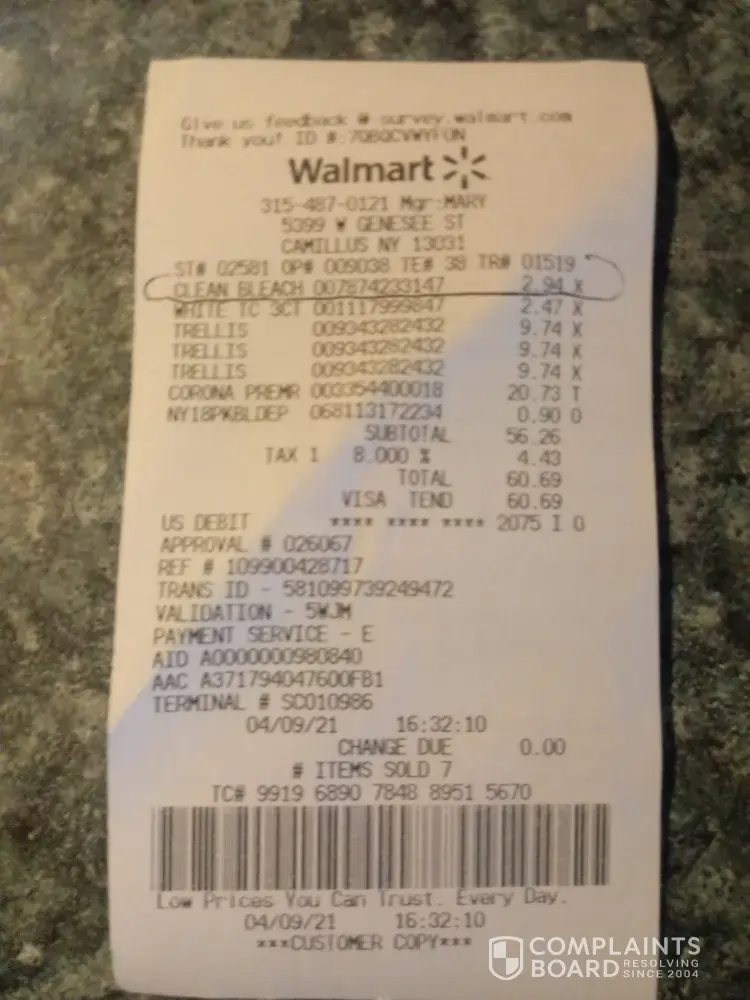 Give us feedback @ survey.walmart.com
Thank you! ID #:7QBQCVWYFUN
Walmart
315-487-0121 Mgr:MARY
5399 W GENESEE ST
CAMILLUS NY 13031
ST# 02581 OP# 009038 TE# 38 TR# 01519
CLEAN BLEACH 007874233147 2.94 X
WHITE TC 3CT 001117999847 2.47 X
TRELLIS 009343282432 9.74 X
TRELLIS 009343282432 9.74 X
TRELLIS 009343282432 9.74 X
CORONA PREMR 003354400018 20.73 T
NY18PKBLDEP 068113172234 0.90 O
SUBTOTAL 56.26
TAX 1 8.000 % 4.43
TOTAL 60.69
VISA TEND 60.69
US DEBIT **** **** **** 2075 I 0
APPROVAL # 026067
REF # 109900428717
TRANS ID - 581099739249472
VALIDATION - 5WJM
PAYMENT SERVICE - E
AID A0000000980840
AAC A371794047600FB1
TERMINAL # SC010986
04/09/21 16:32:10
CHANGE DUE 0.00
# ITEMS SOLD 7
TC# 9919 6890 7848 8951 5670
Low Prices You Can Trust. Every Day.
04/09/21 16:32:10
***CUSTOMER COPY***
COMPLAINTS
BOARD RESOLVING
SINCE 2004